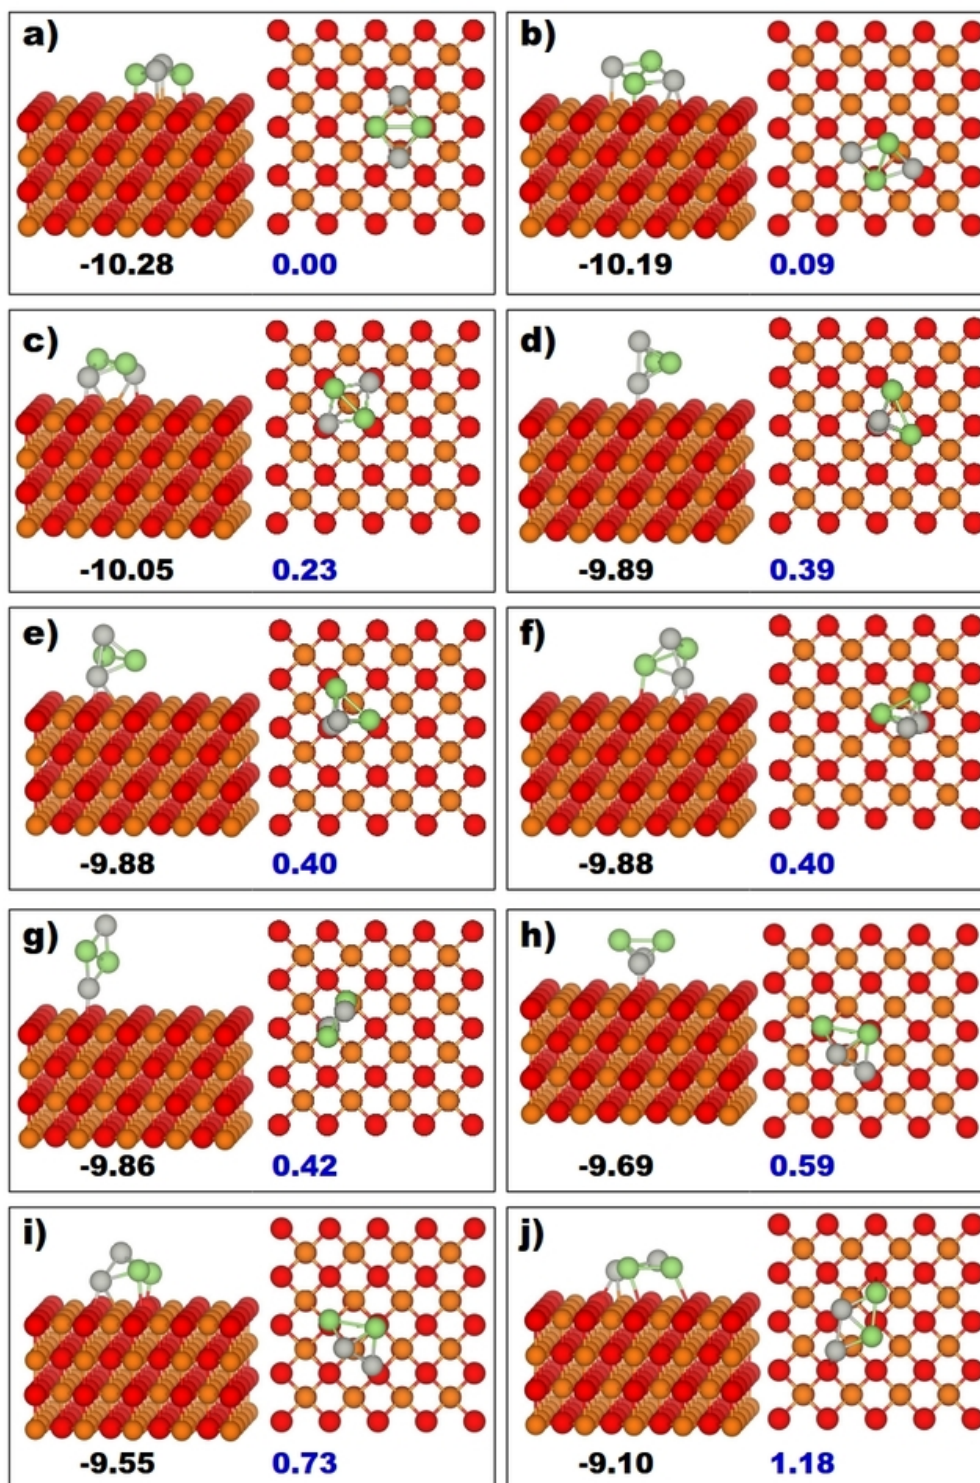 a)
-10.28 0.00
b)
-10.19 0.09
c)
-10.05 0.23
d)
-9.89 0.39
e)
-9.88 0.40
f)
-9.88 0.40
g)
-9.86 0.42
h)
-9.69 0.59
i)
-9.55 0.73
j)
-9.10 1.18